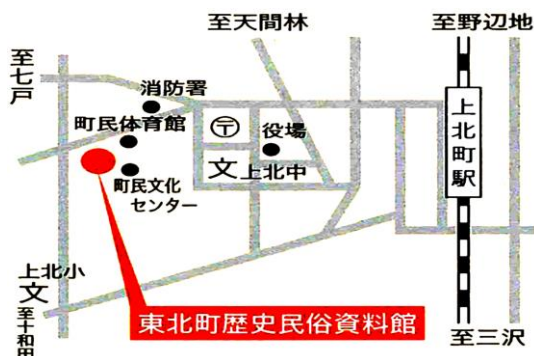 至天間林
至野辺地
至七戸
消防署
町民体育館
〒
役場
上北町駅
文上北中
町民文化
センター
上北小
文
至十和田
東北町歴史民俗資料館
至三沢